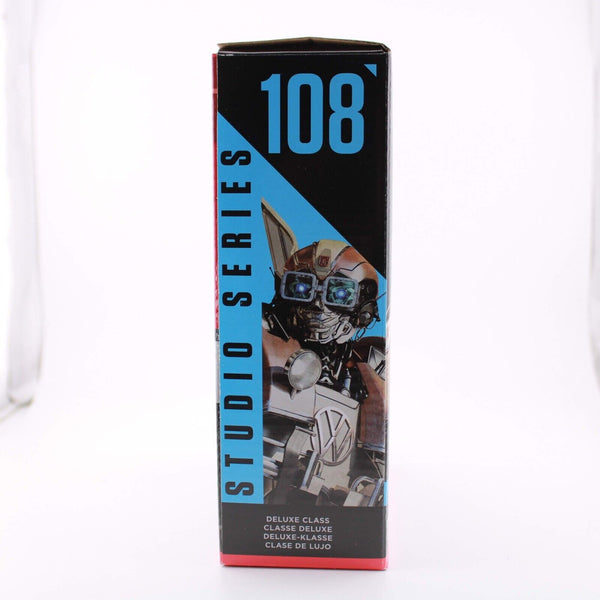 108
STUDIO SERIES
DELUXE CLASS
CLASSE DELUXE
DELUXE-KLASSE
CLASE DE LUJO